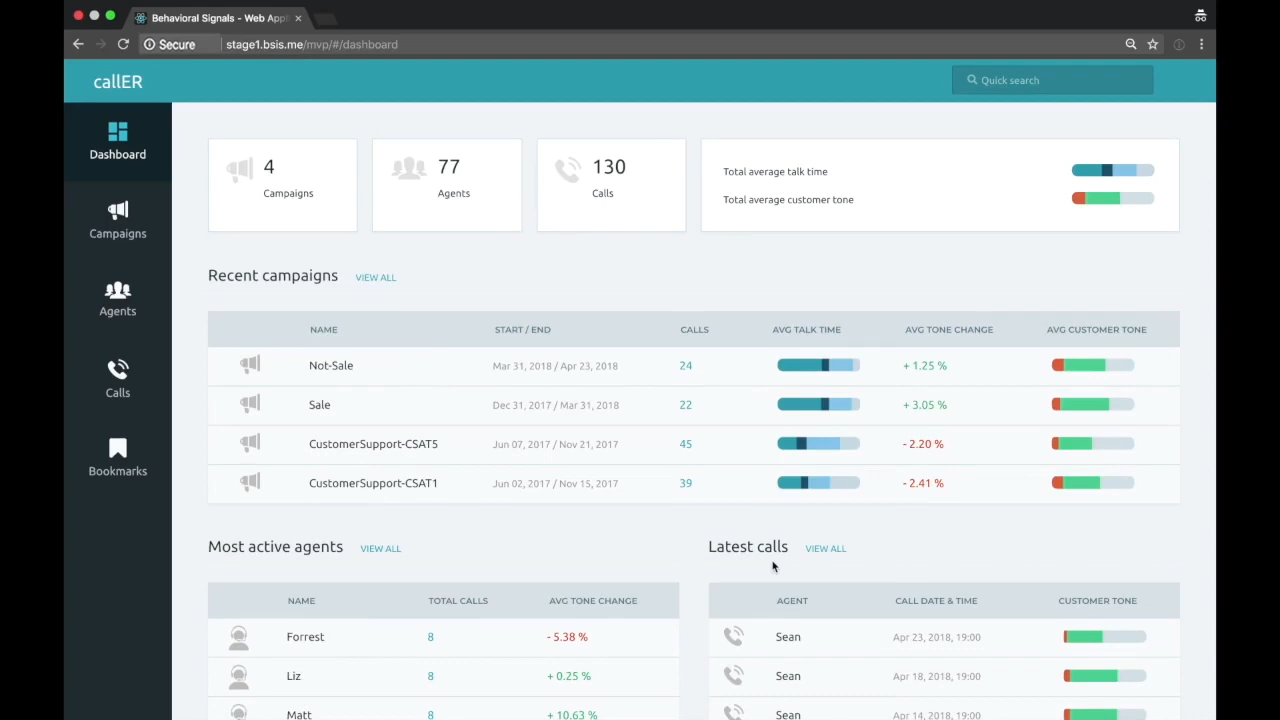 Behavioral Signals - Web Appl
Secure
stage1.bsis.me/mvp/#/dashboard
callER
Quick search
Dashboard
Campaigns
Agents
Calls
Bookmarks
4
Campaigns
77
Agents
130
Calls
Total average talk time
Total average customer tone
Recent campaigns VIEW ALL
NAME START / END CALLS AVG TALK TIME AVG TONE CHANGE AVG CUSTOMER TONE
Not-Sale Mar 31, 2018 / Apr 23, 2018 24 + 1.25 %
Sale Dec 31, 2017 / Mar 31, 2018 22 + 3.05 %
CustomerSupport-CSAT5 Jun 07, 2017 / Nov 21, 2017 45 - 2.20 %
CustomerSupport-CSAT1 Jun 02, 2017 / Nov 15, 2017 39 - 2.41 %
Most active agents VIEW ALL
NAME TOTAL CALLS AVG TONE CHANGE
Forrest 8 - 5.38 %
Liz 8 + 0.25 %
Matt 8 + 10.63 %
Latest calls VIEW ALL
AGENT CALL DATE & TIME CUSTOMER TONE
Sean Apr 23, 2018, 19:00
Sean Apr 18, 2018, 19:00
Sean Apr 14, 2018, 19:00